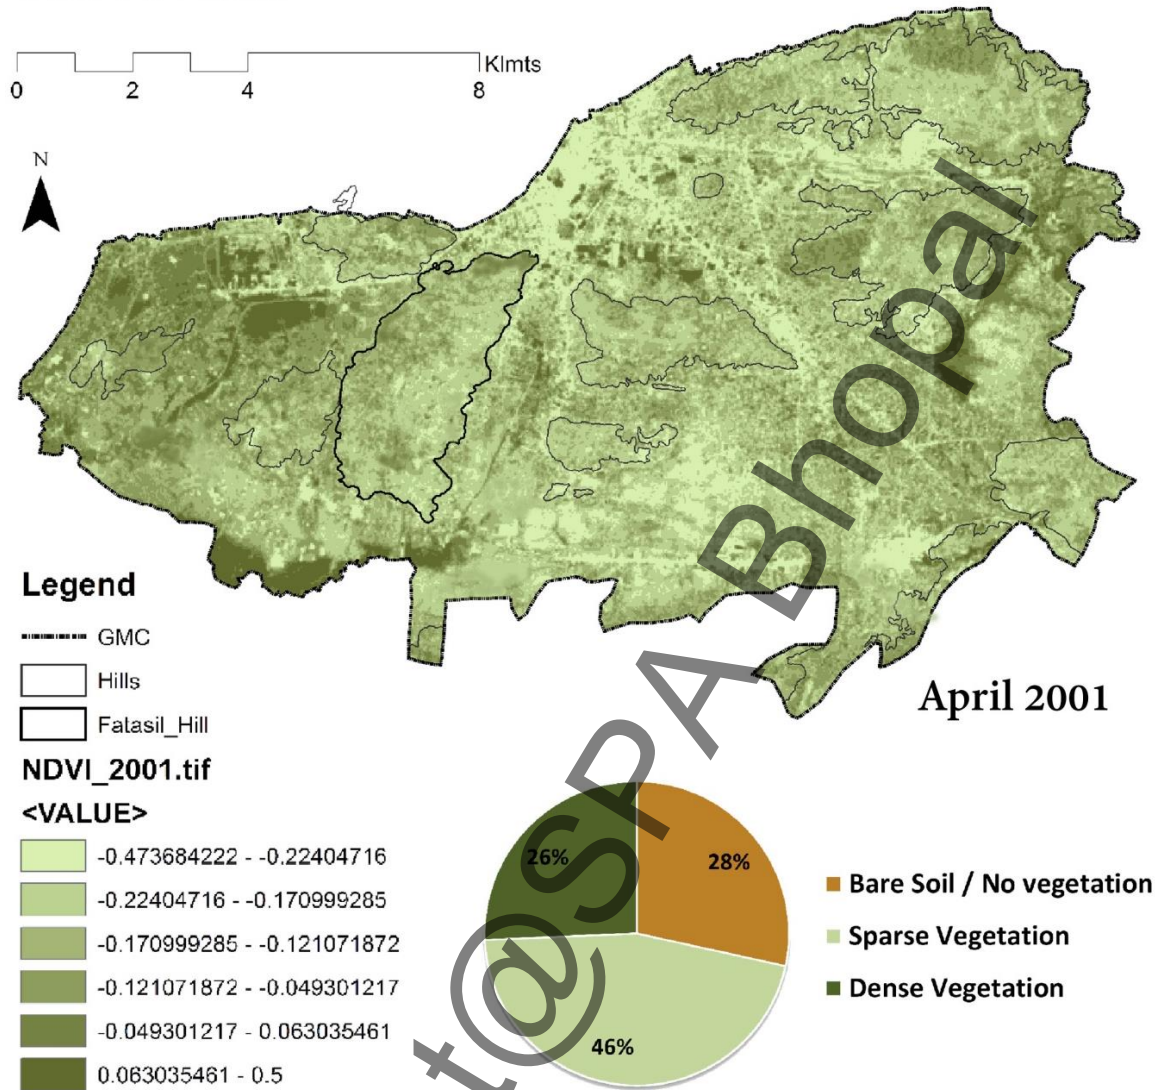 Klmts
0 2 4 8
N
Legend
GMC
Hills
Fatasil_Hill
NDVI_2001.tif
<VALUE>
-0.473684222 - -0.22404716
-0.22404716 - -0.170999285
-0.170999285 - -0.121071872
-0.121071872 - -0.049301217
-0.049301217 - 0.063035461
0.063035461 - 0.5
April 2001
26%
28%
46%
Bare Soil / No vegetation
Sparse Vegetation
Dense Vegetation
t@SPA Bhopal